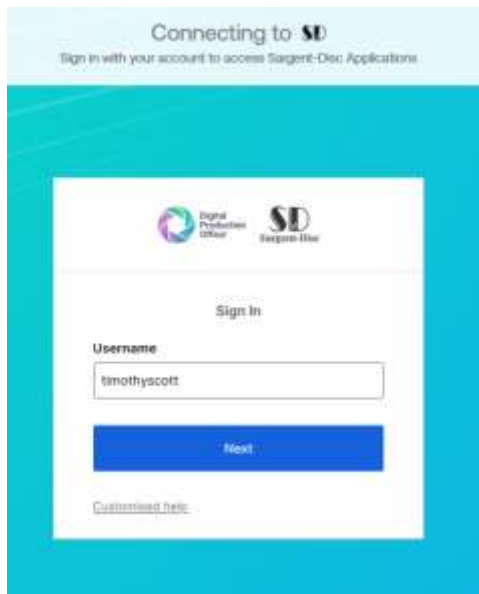 Connecting to SD
Sign in with your account to access Sargent-Disc Applications
Digital
Production
Office
SD
Sargent-Disc
Sign In
Username
timothyscott
Next
Customised help